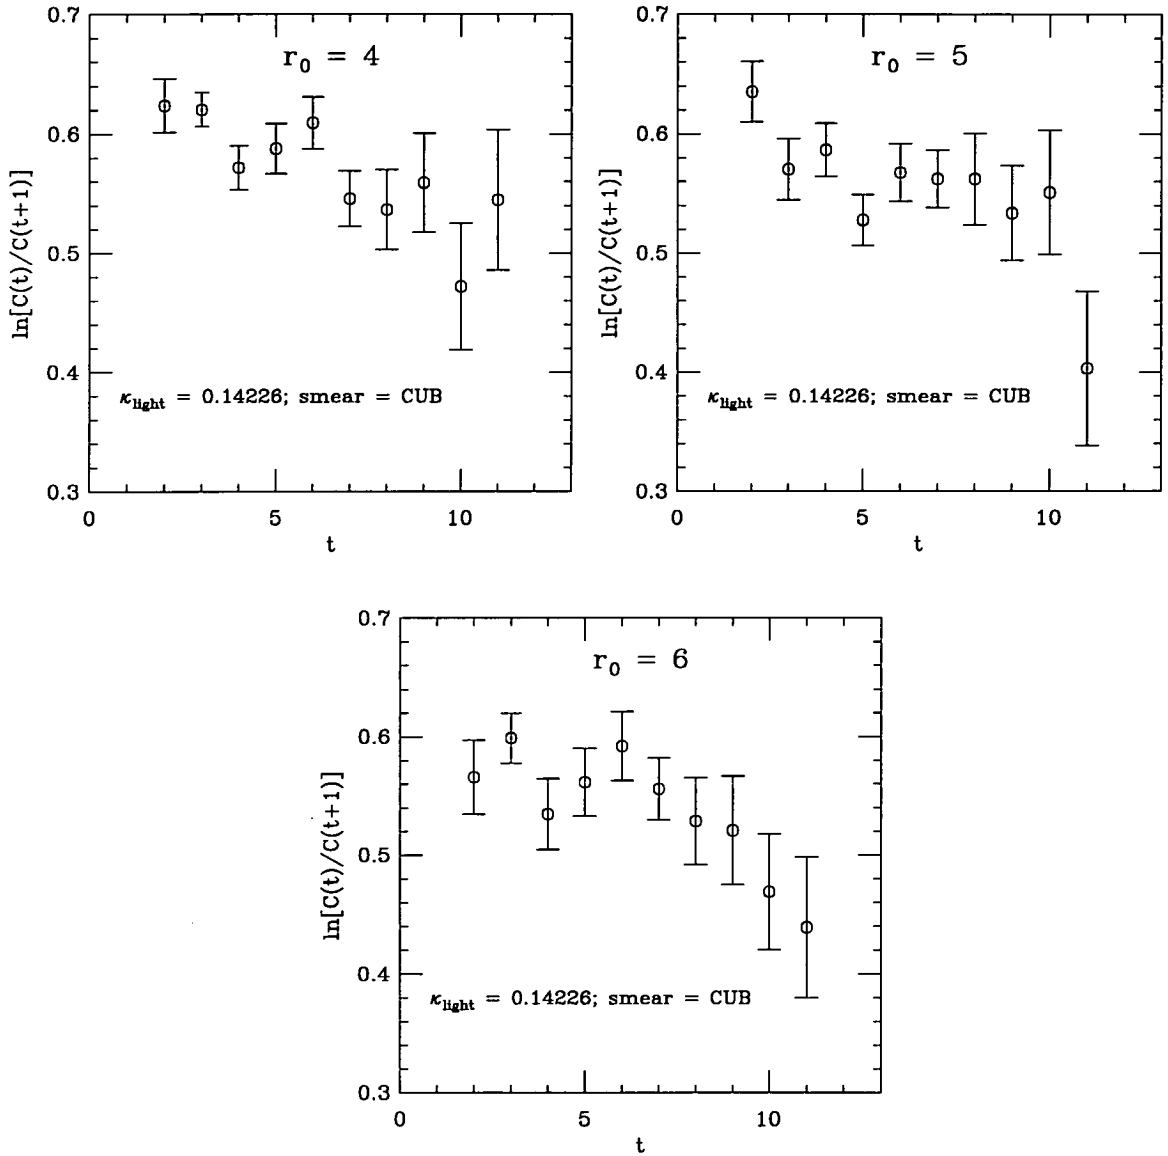 r₀ = 4
0.7
0.6
0.5
0.4
0.3
ln[C(t)/C(t+1)]
κlight = 0.14226; smear = CUB
0 5 10
t
r₀ = 5
0.7
0.6
0.5
0.4
0.3
ln[C(t)/C(t+1)]
κlight = 0.14226; smear = CUB
0 5 10
t
r₀ = 6
0.7
0.6
0.5
0.4
0.3
ln[C(t)/C(t+1)]
κlight = 0.14226; smear = CUB
0 5 10
t